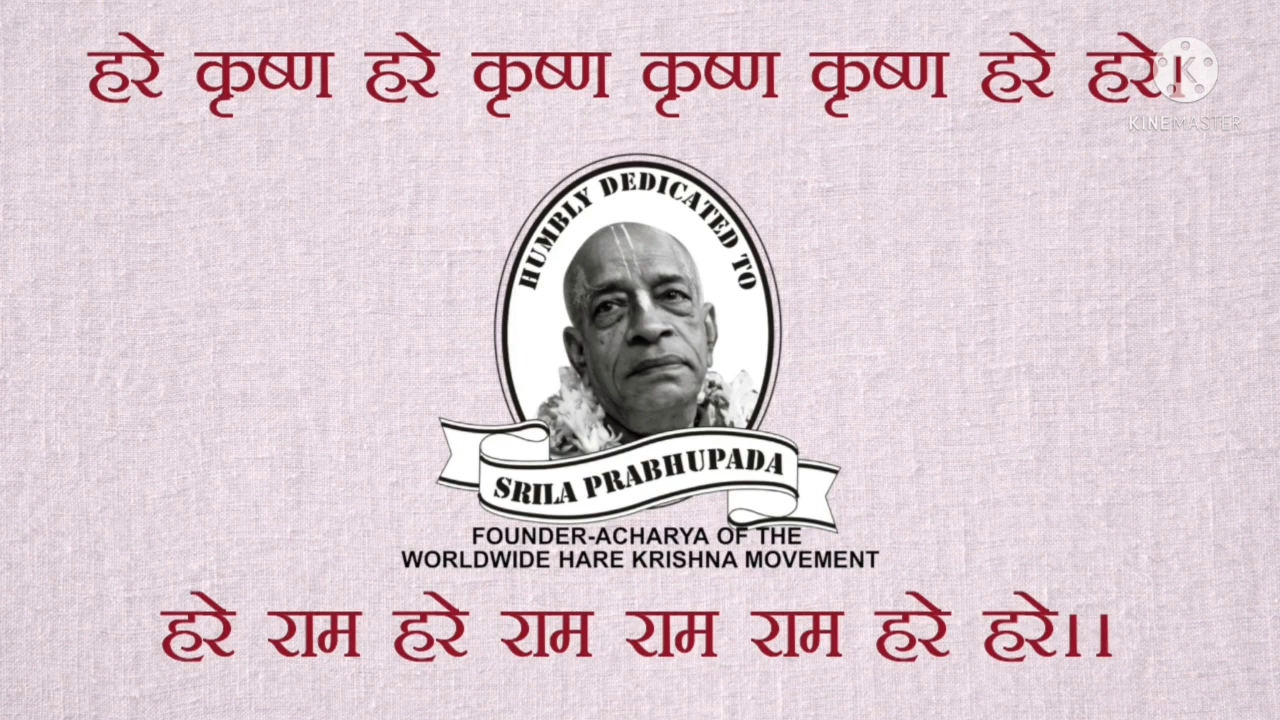 हरे कृष्ण हरे कृष्ण कृष्ण कृष्ण हरे हरे।
KINEMASTER
HUMBLY DEDICATED TO
SRILA PRABHUPADA
FOUNDER-ACHARYA OF THE
WORLDWIDE HARE KRISHNA MOVEMENT
हरे राम हरे राम राम राम हरे हरे।।